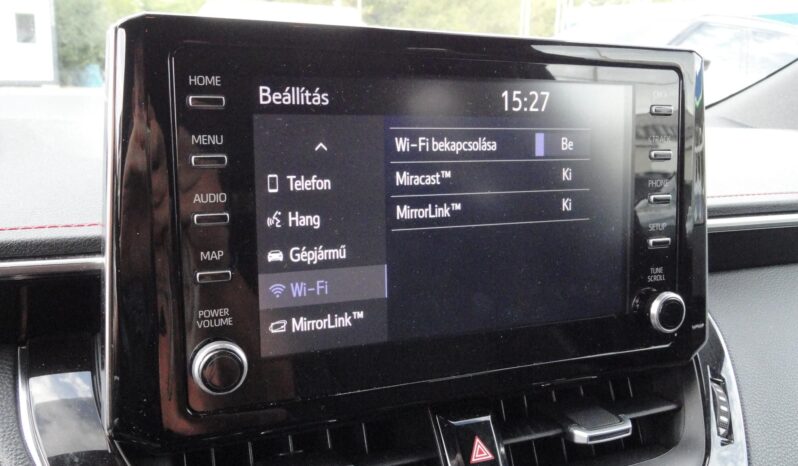 HOME
MENU
AUDIO
MAP
POWER
VOLUME
Beállítás
15:27
Telefon
Hang
Gépjármű
Wi-Fi
MirrorLink™
Wi-Fi bekapcsolása Be
Miracast™ Ki
MirrorLink™ Ki
TRACK
PHONE
SETUP
TUNE
SCROLL